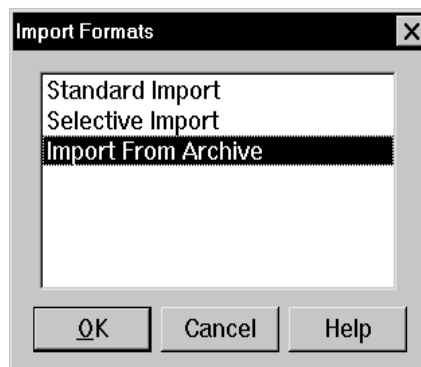 Import Formats
Standard Import
Selective Import
Import From Archive
OK Cancel Help